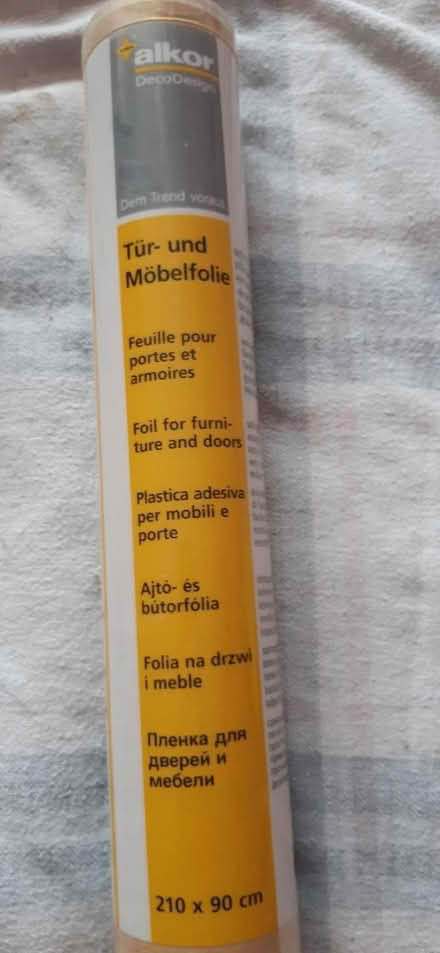 alkor
DecoDesign
Dem Trend voraus
Tür- und
Möbelfolie
Feuille pour
portes et
armoires
Foil for furni-
ture and doors
Plastica adesiva
per mobili e
porte
Ajtó- és
bútorfólia
Folia na drzwi
i meble
Пленка для
дверей и
мебели
210 x 90 cm